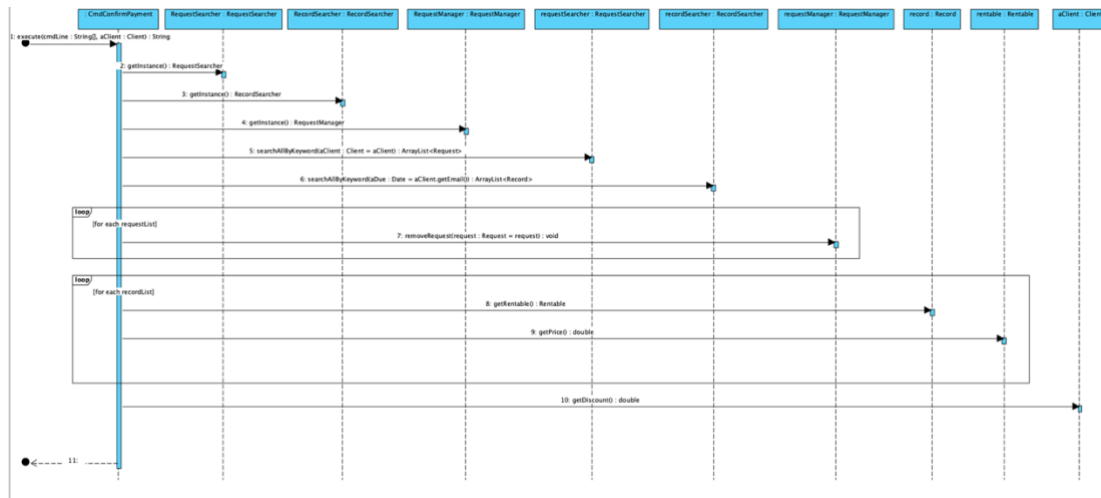 : CmdConfirmPayment
RequestSearcher : RequestSearcher
RecordSearcher : RecordSearcher
RequestManager : RequestManager
requestSearcher : RequestSearcher
recordSearcher : RecordSearcher
requestManager : RequestManager
record : Record
rentable : Rentable
aClient : Client
1: execute(cmdLine : String[], aClient : Client) : String
2: getInstance() : RequestSearcher
3: getInstance() : RecordSearcher
4: getInstance() : RequestManager
5: searchAllByKeyword(aClient : Client = aClient) : ArrayList<Request>
6: searchAllByKeyword(aDue : Date = aClient.getEmail()) : ArrayList<Record>
loop
[for each requestList]
7: removeRequest(request : Request = request) : void
loop
[for each recordList]
8: getRentable() : Rentable
9: getPrice() : double
10: getDiscount() : double
11: